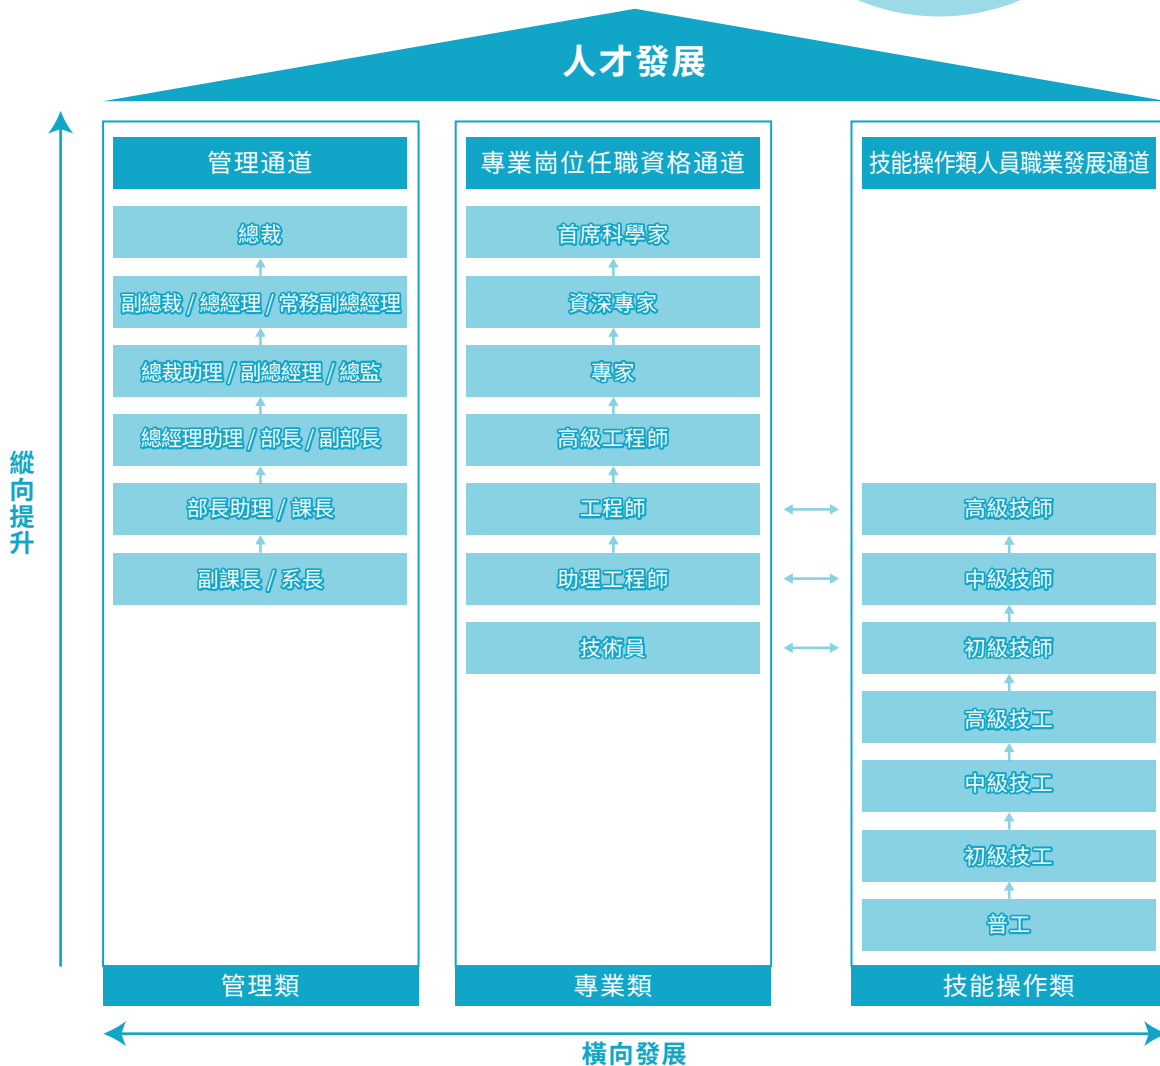 人才發展
縱向提升
管理通道
總裁
副總裁 / 總經理 / 常務副總經理
總裁助理 / 副總經理 / 總監
總經理助理 / 部長 / 副部長
部長助理 / 課長
副課長 / 系長
管理類
專業崗位任職資格通道
首席科學家
資深專家
專家
高級工程師
工程師
助理工程師
技術員
專業類
技能操作類人員職業發展通道
高級技師
中級技師
初級技師
高級技工
中級技工
初級技工
普工
技能操作類
橫向發展